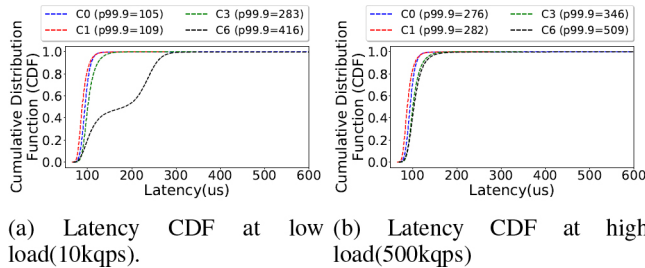 C0 (p99.9=105) C3 (p99.9=283)
C1 (p99.9=109) C6 (p99.9=416)
Cumulative Distribution
Function (CDF)
1.0
0.8
0.6
0.4
0.2
0.0
100 200 300 400 500 600
Latency(us)
(a) Latency CDF at low
load(10kqps).
C0 (p99.9=276) C3 (p99.9=346)
C1 (p99.9=282) C6 (p99.9=509)
Cumulative Distribution
Function (CDF)
1.0
0.8
0.6
0.4
0.2
0.0
100 200 300 400 500 600
Latency(us)
(b) Latency CDF at high
load(500kqps)